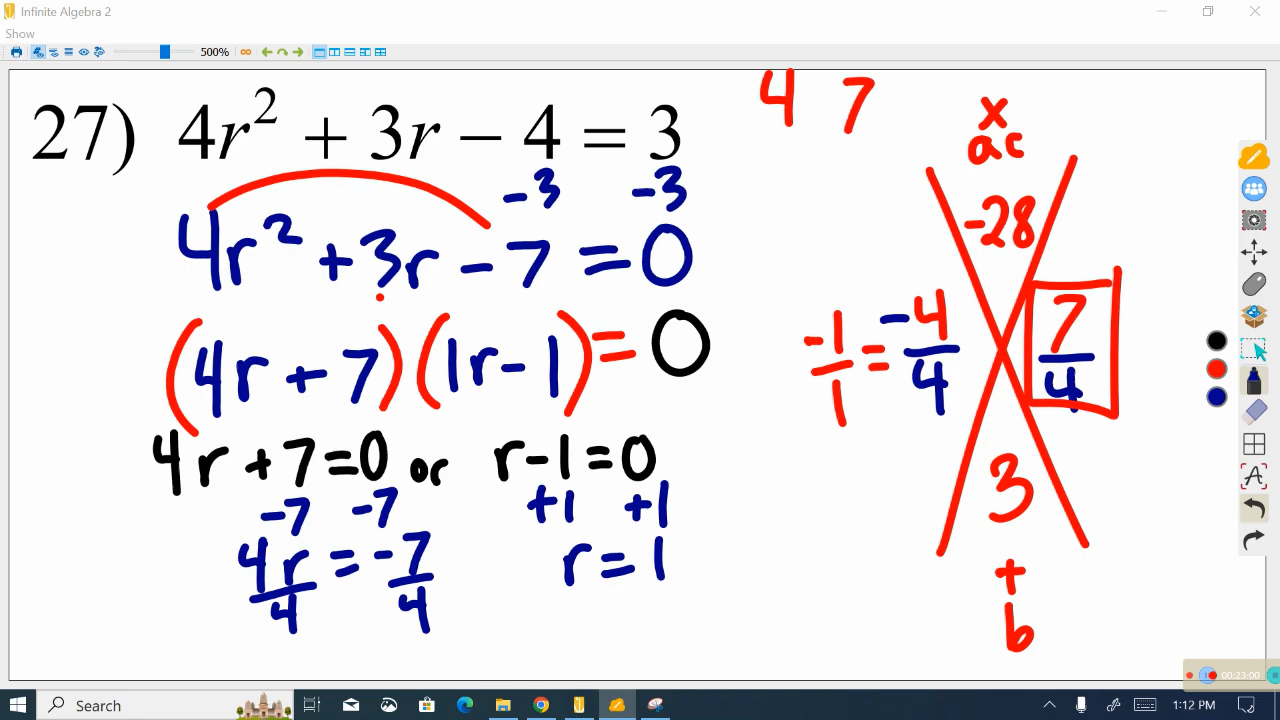 Infinite Algebra 2
Show
500%
4 7
27) 4r² + 3r − 4 = 3
-3 -3
4r² + 3r - 7 = 0
(4r + 7)(1r - 1) = 0
4r + 7 = 0 or r - 1 = 0
-7 -7 +1 +1
4r/4 = -7/4 r = 1
x
ac
-28
-1/1 = -4/4 7/4
3
+
b
00:23:00
Search
1:12 PM